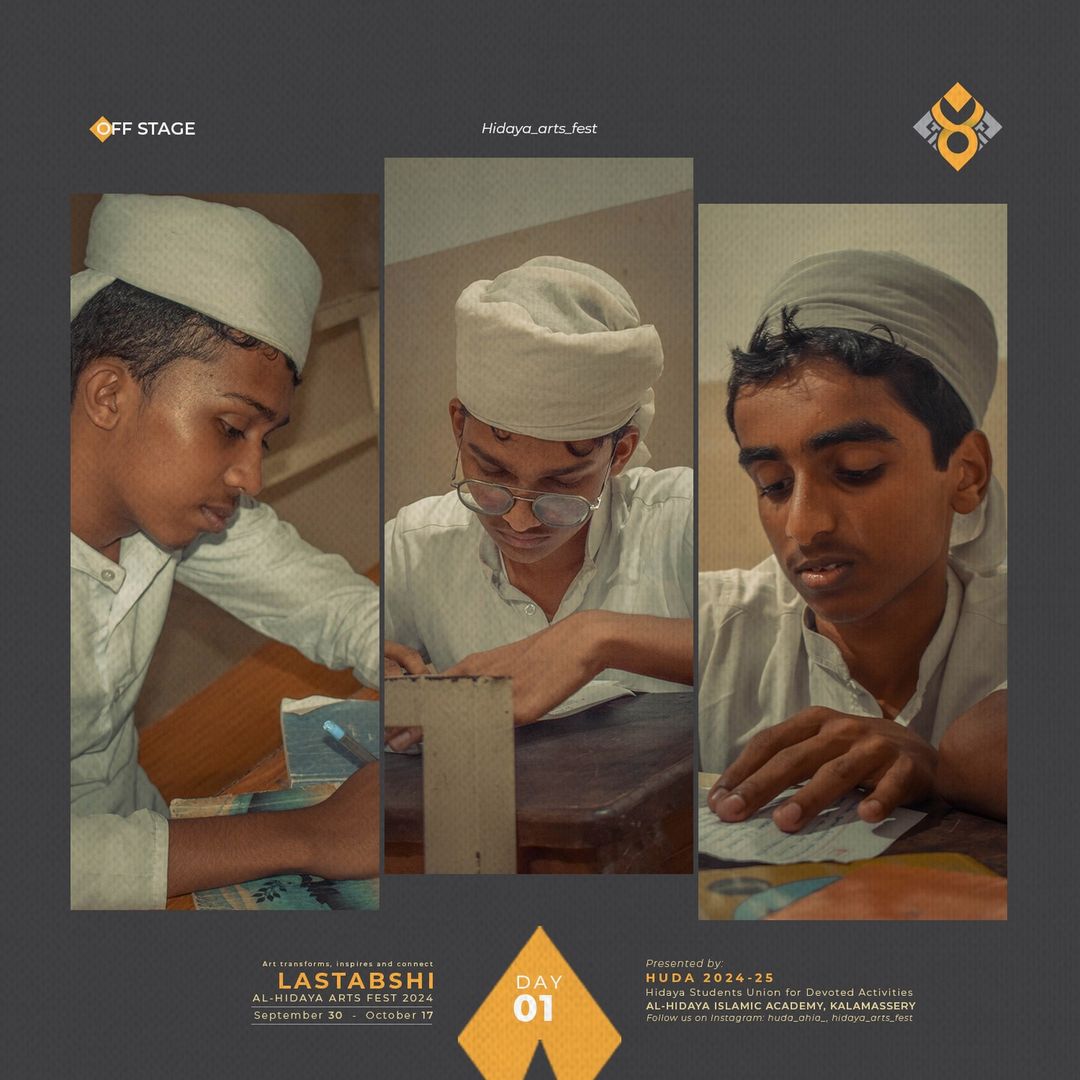 OFF STAGE
Hidaya_arts_fest
Art transforms, inspires and connect
LASTABSHI
AL-HIDAYA ARTS FEST 2024
September 30 - October 17
DAY
01
Presented by:
HUDA 2024-25
Hidaya Students Union for Devoted Activities
AL-HIDAYA ISLAMIC ACADEMY, KALAMASSERY
Follow us on Instagram: huda_ahia_, hidaya_arts_fest